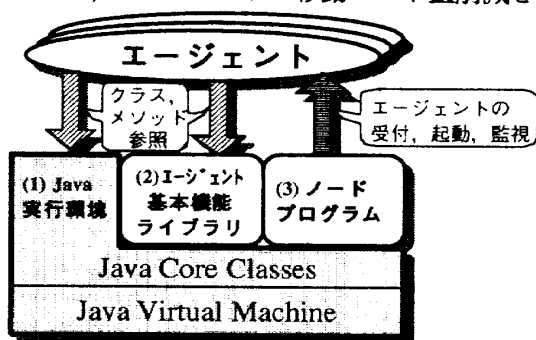 エージェント
クラス,
メソッド
参照
エージェントの
受付, 起動, 監視
(1) Java
実行環境
(2) エージェント
基本機能
ライブラリ
(3) ノード
プログラム
Java Core Classes
Java Virtual Machine